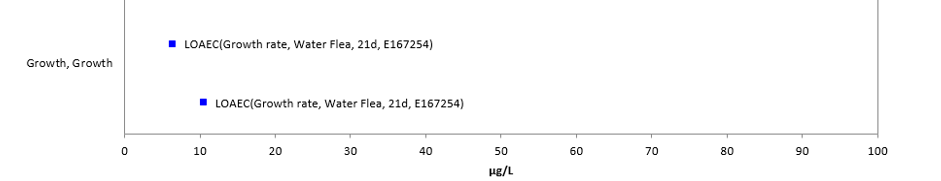 LOAEC(Growth rate, Water Flea, 21d, E167254)
Growth, Growth
LOAEC(Growth rate, Water Flea, 21d, E167254)
0 10 20 30 40 50 60 70 80 90 100
µg/L